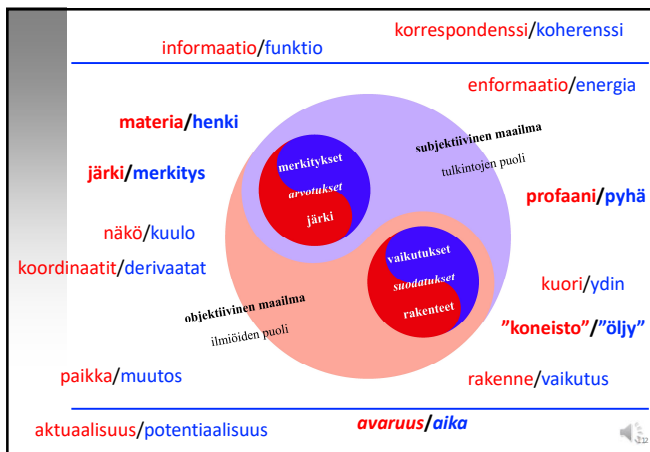 korrespondenssi/koherenssi
informaatio/funktio
enformaatio/energia
materia/henki
subjektiivinen maailma
tulkintojen puoli
merkitykset
arvotukset
järki
järki/merkitys
profaani/pyhä
näkö/kuulo
koordinaatit/derivaatat
vaikutukset
suodatukset
rakenteet
kuori/ydin
objektiivinen maailma
ilmiöiden puoli
"koneisto"/"öljy"
paikka/muutos
rakenne/vaikutus
avaruus/aika
aktuaalisuus/potentiaalisuus